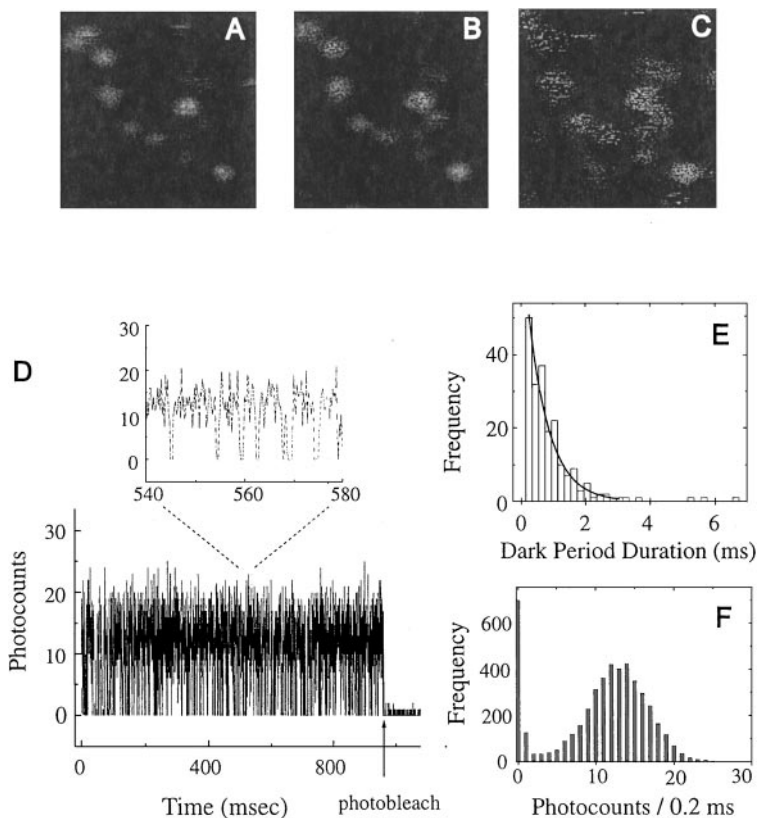 A
B
C
D
30
20
10
0
540
560
580
Photocounts
30
20
10
0
0
400
800
Time (msec)
photobleach
E
Frequency
40
20
0
0
2
4
6
Dark Period Duration (ms)
F
Frequency
600
400
200
0
0
10
20
30
Photocounts / 0.2 ms